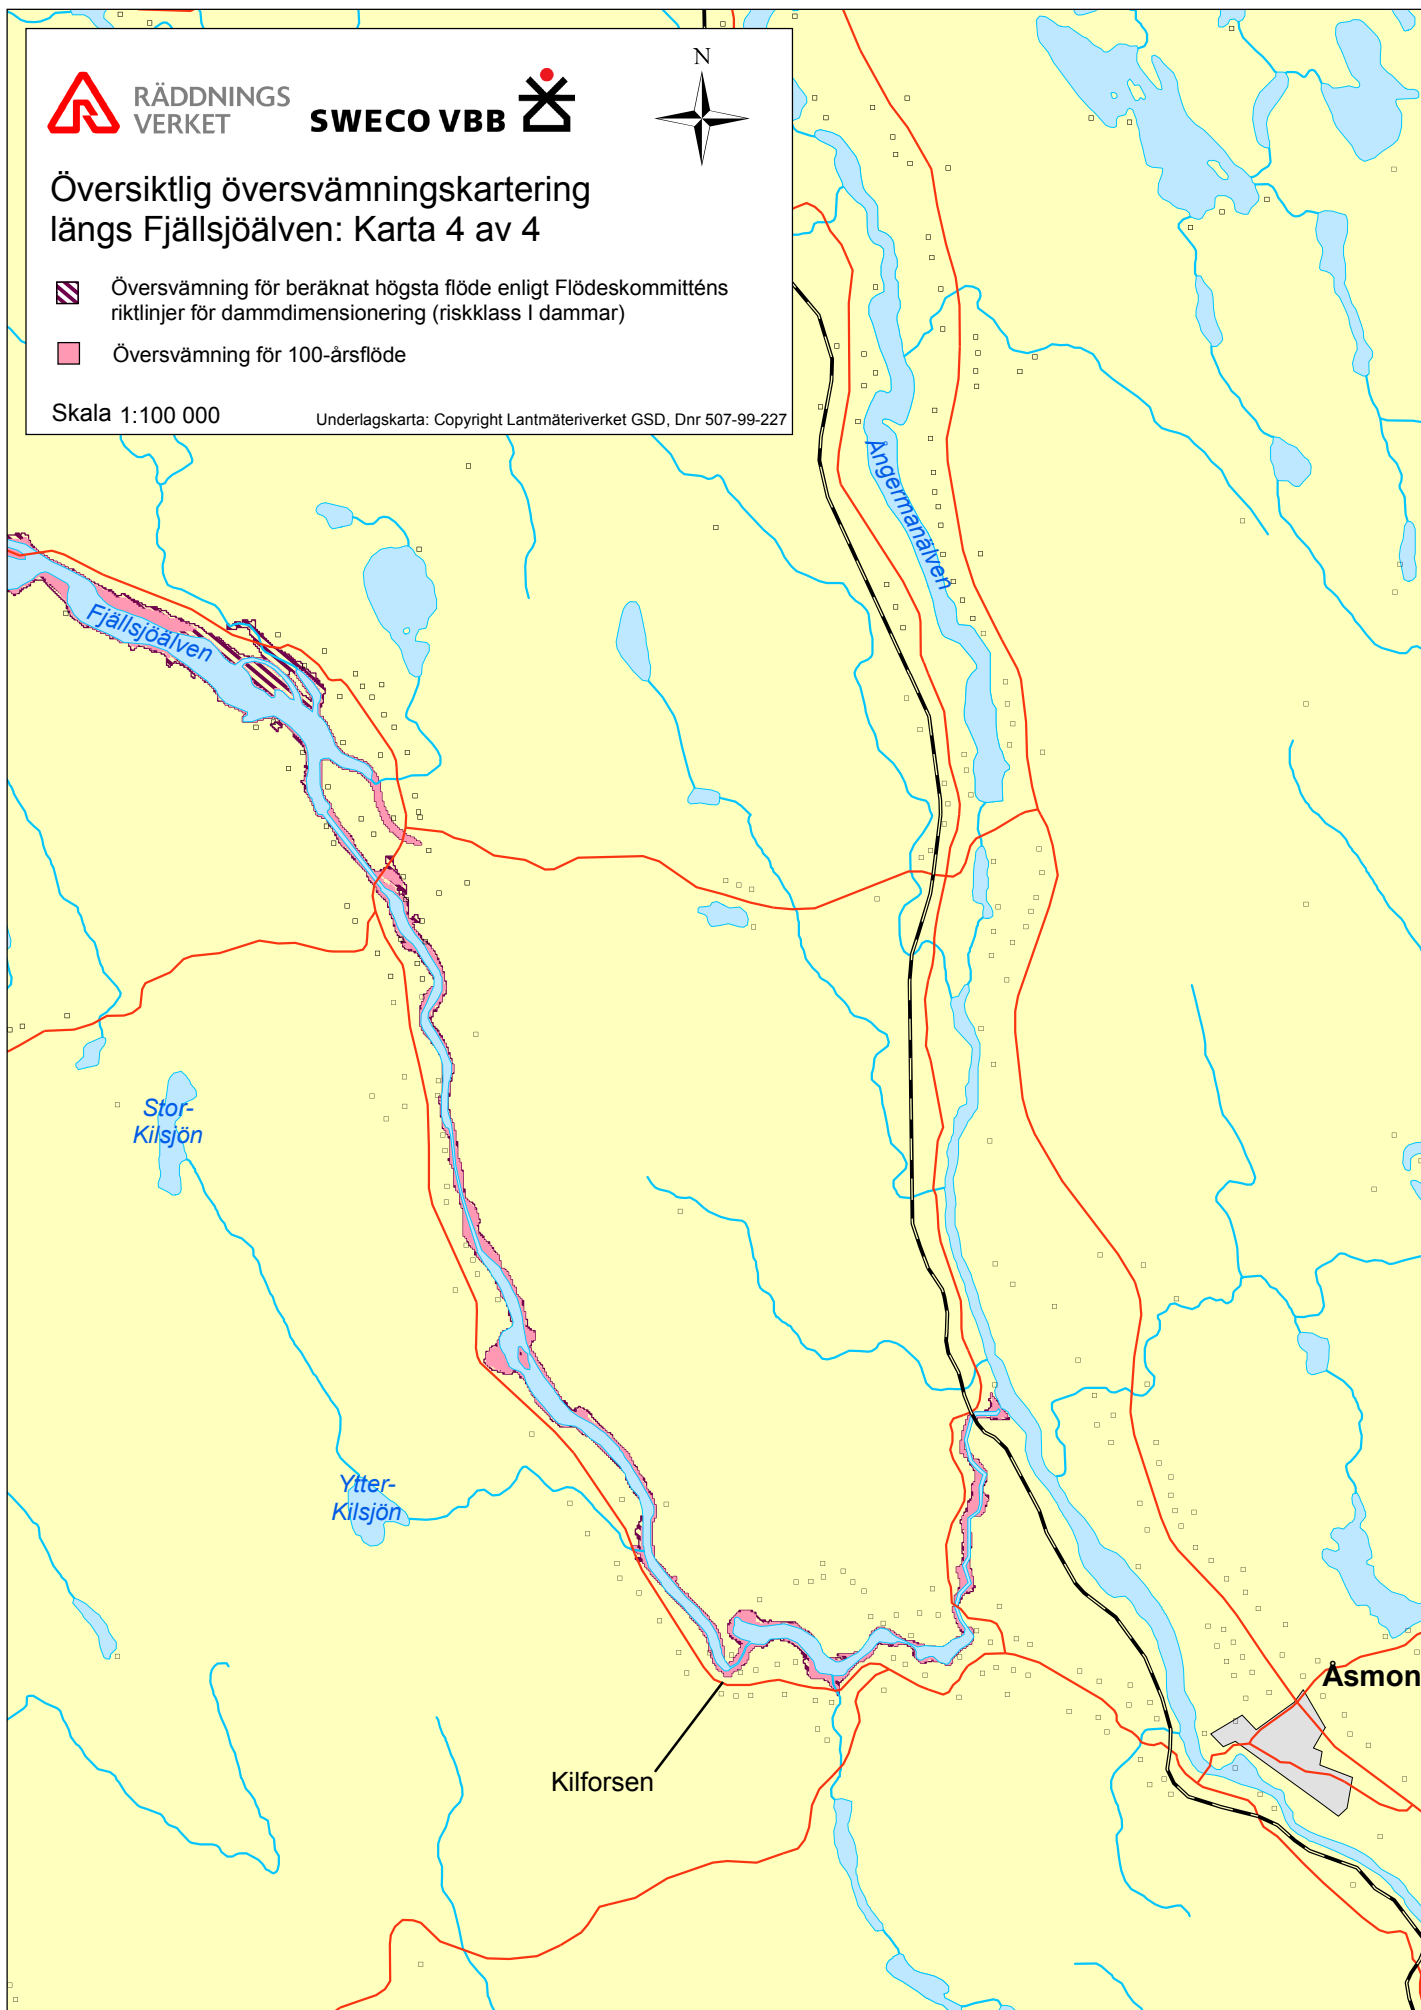 N
RÄDDNINGS
VERKET
SWECO VBB
Översiktlig översvämningskartering
längs Fjällsjöälven: Karta 4 av 4
Översvämning för beräknat högsta flöde enligt Flödeskommitténs
riktlinjer för dammdimensionering (riskklass I dammar)
Översvämning för 100-årsflöde
Skala 1:100 000
Underlagskarta: Copyright Lantmäteriverket GSD, Dnr 507-99-227
Ångermanälven
Fjällsjöälven
Stor-
Kilsjön
Ytter-
Kilsjön
Åsmon
Kilforsen